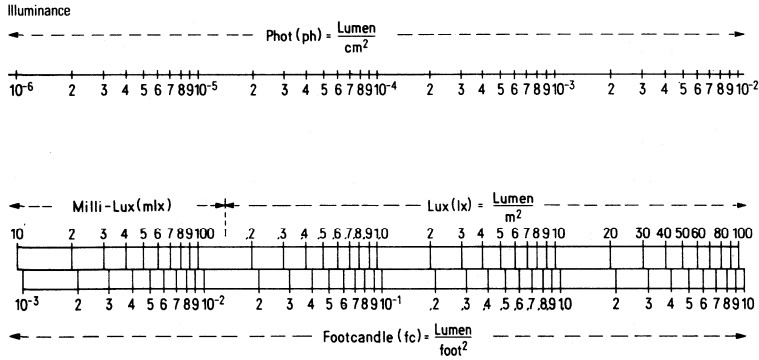 Illuminance
Phot (ph) = Lumen / cm²
10⁻⁶ 2 3 4 5 6 7 8 9 10⁻⁵ 2 3 4 5 6 7 8 9 10⁻⁴ 2 3 4 5 6 7 8 9 10⁻³ 2 3 4 5 6 7 8 9 10⁻²
Milli-Lux (mlx) Lux (lx) = Lumen / m²
10 2 3 4 5 6 7 8 9 100 .2 .3 .4 .5 .6 .7 .8 .9 1.0 2 3 4 5 6 7 8 9 10 20 30 40 50 60 80 100
10⁻³ 2 3 4 5 6 7 8 9 10⁻² 2 3 4 5 6 7 8 9 10⁻¹ .2 .3 .4 .5 .6 .7 .8 .9 1.0 2 3 4 5 6 7 8 9 10
Footcandle (fc) = Lumen / foot²